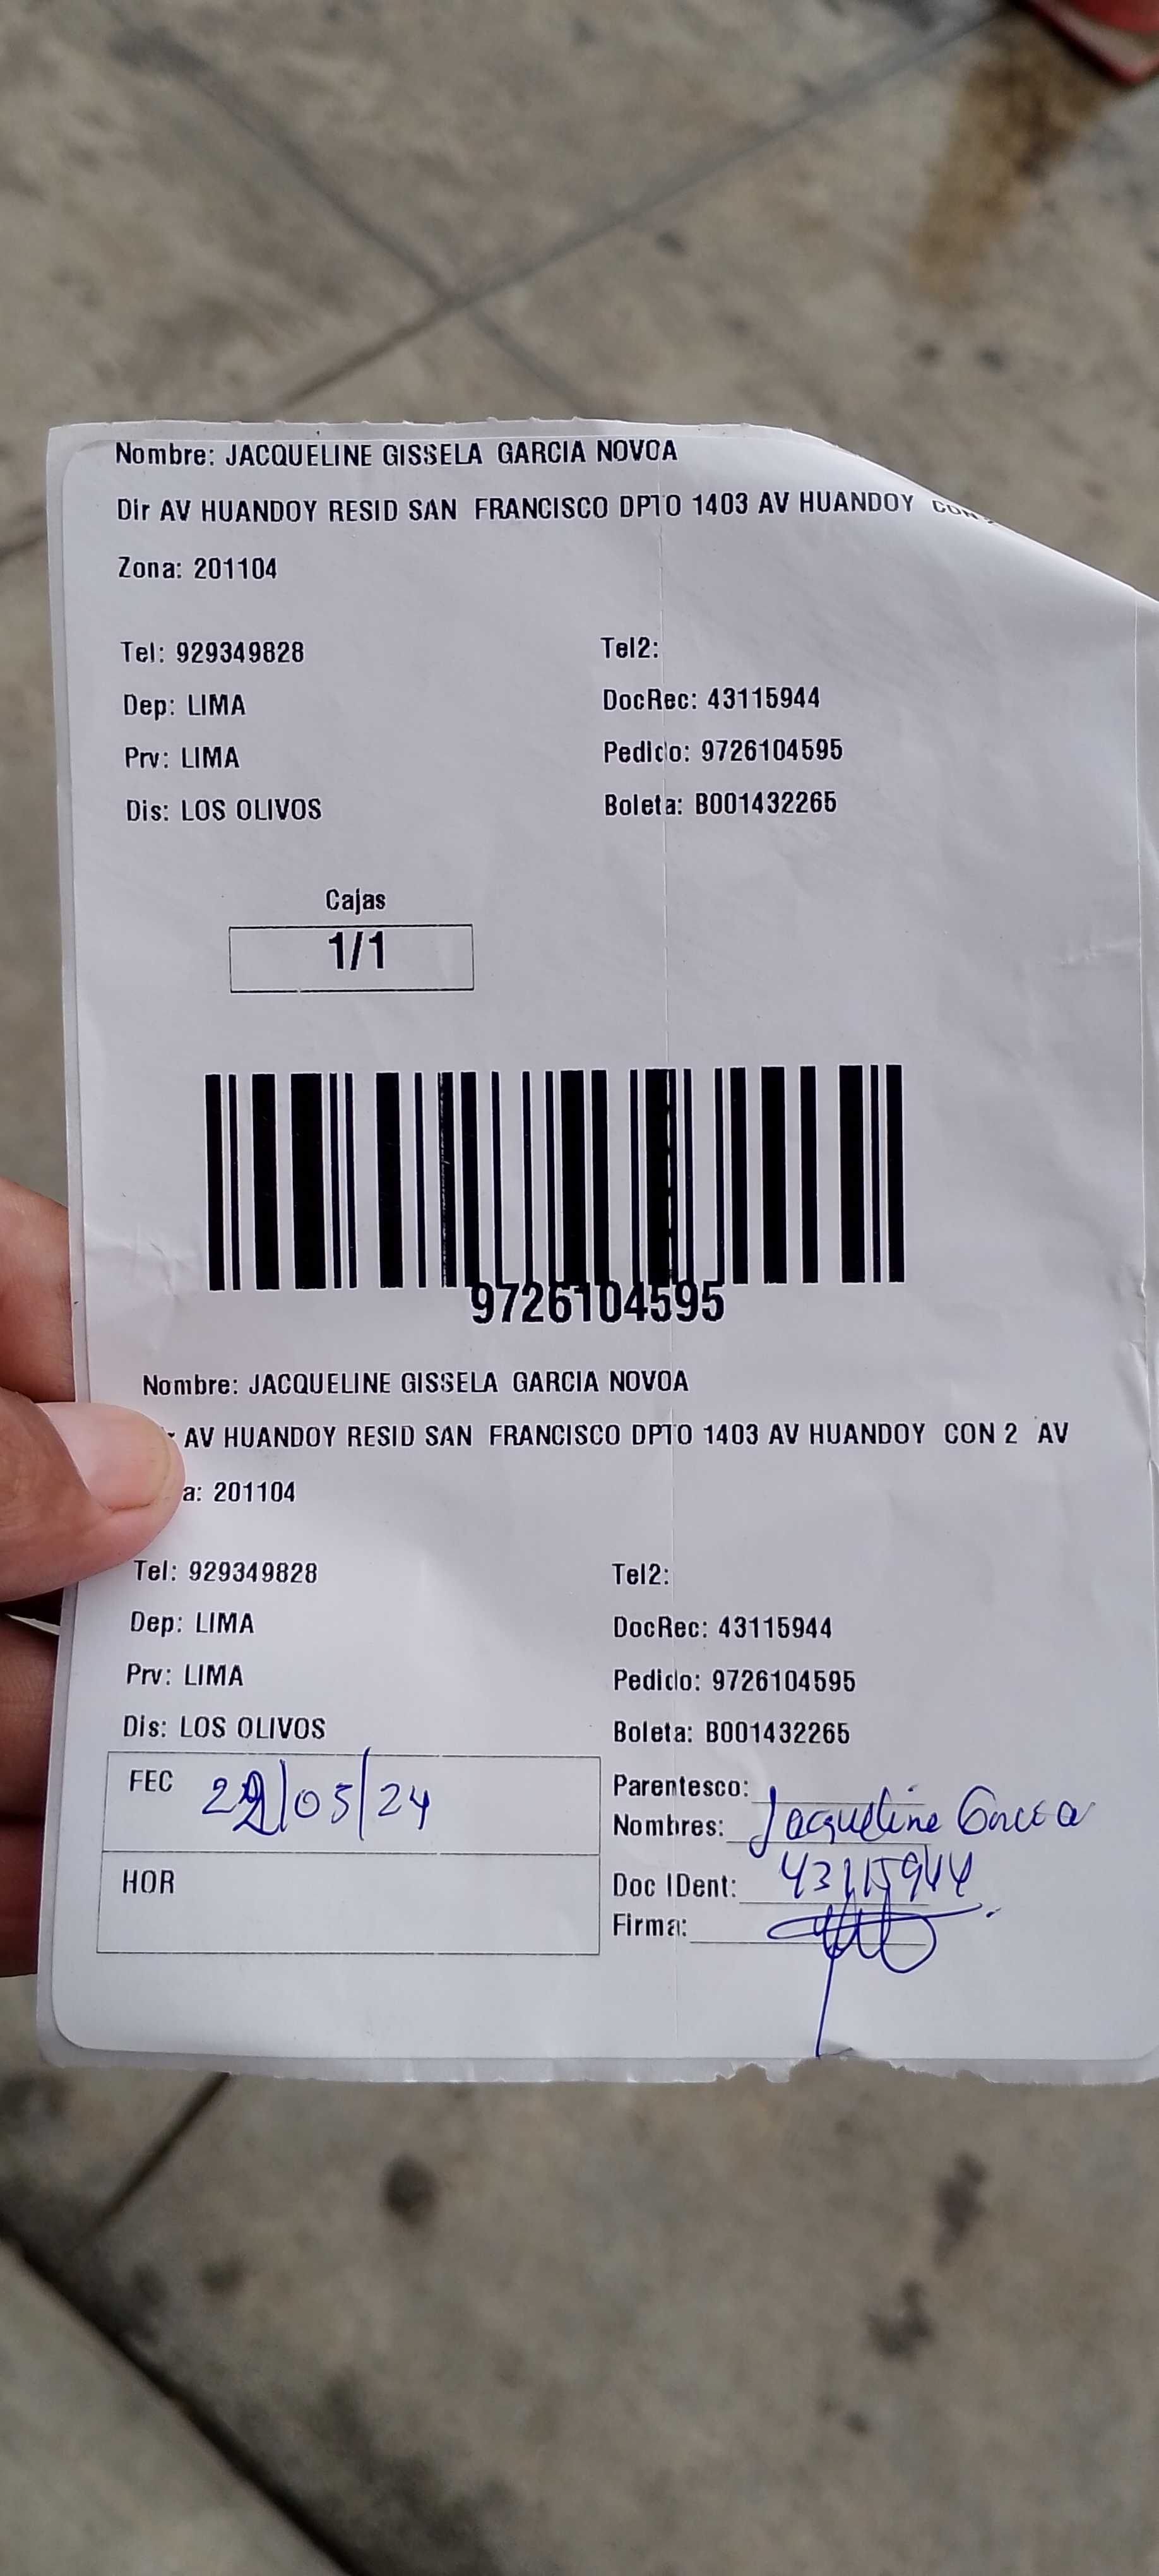 Nombre: JACQUELINE GISSELA GARCIA NOVOA
Dir AV HUANDOY RESID SAN FRANCISCO DPTO 1403 AV HUANDOY CON
Zona: 201104
Tel: 929349828 Tel2:
Dep: LIMA DocRec: 43115944
Prv: LIMA Pedido: 9726104595
Dis: LOS OLIVOS Boleta: B001432265
Cajas
1/1
9726104595
Nombre: JACQUELINE GISSELA GARCIA NOVOA
AV HUANDOY RESID SAN FRANCISCO DPTO 1403 AV HUANDOY CON 2 AV
a: 201104
Tel: 929349828 Tel2:
Dep: LIMA DocRec: 43115944
Prv: LIMA Pedido: 9726104595
Dis: LOS OLIVOS Boleta: B001432265
FEC 22/05/24 Parentesco:
Nombres: Jacqueline Garcia
HOR Doc IDent: 43115944
Firma: